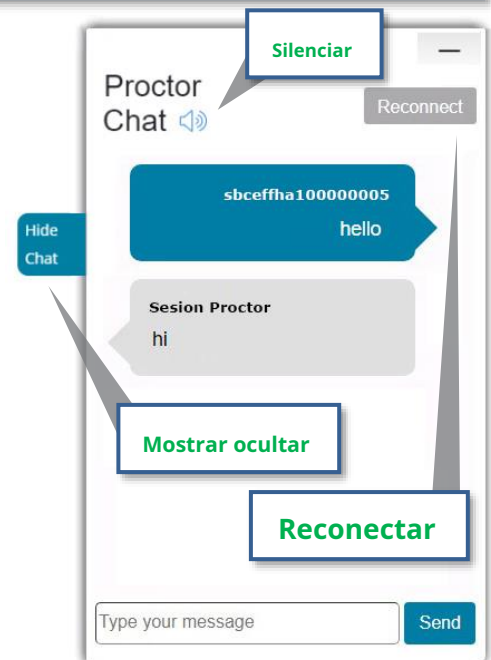 Silenciar
Proctor
Chat
Reconnect
sbceffha100000005
hello
Hide
Chat
Sesion Proctor
hi
Mostrar ocultar
Reconectar
Type your message
Send